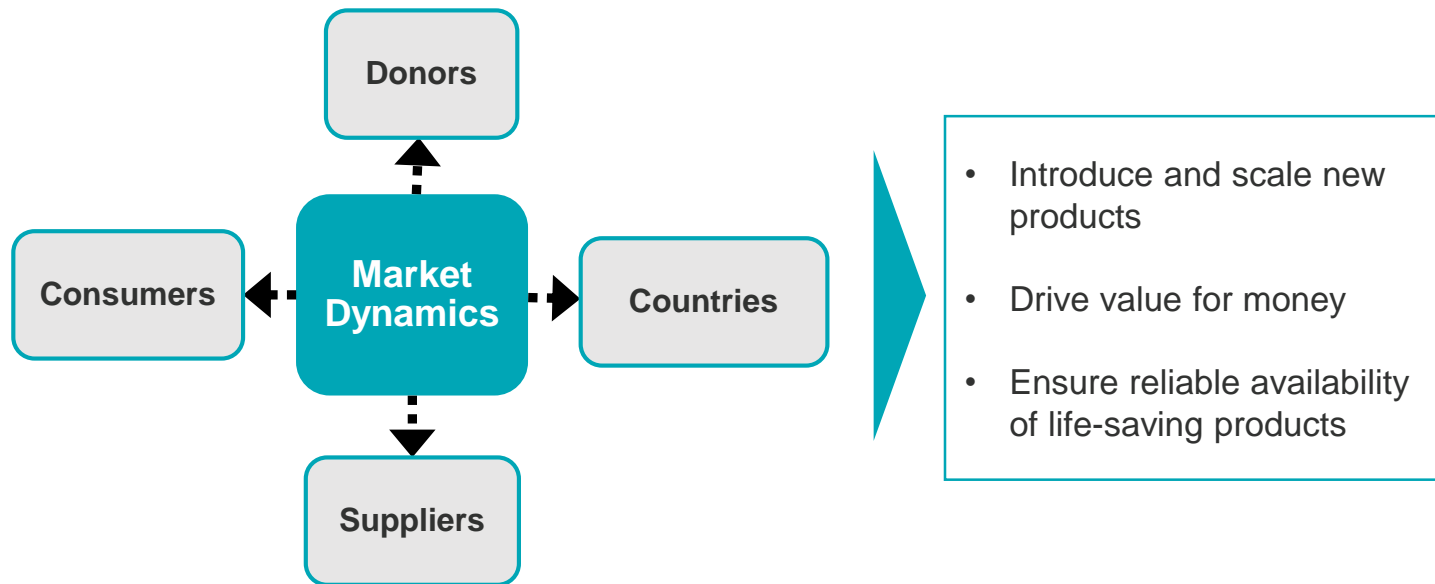 Donors
Consumers
Market
Dynamics
Countries
Suppliers
• Introduce and scale new
products
• Drive value for money
• Ensure reliable availability
of life-saving products